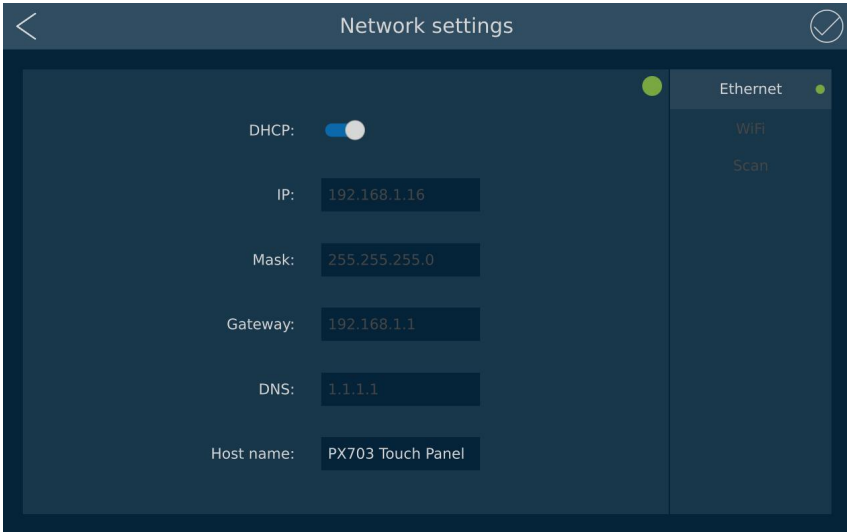 Network settings
DHCP:
IP: 192.168.1.16
Mask: 255.255.255.0
Gateway: 192.168.1.1
DNS: 1.1.1.1
Host name: PX703 Touch Panel
Ethernet
WiFi
Scan